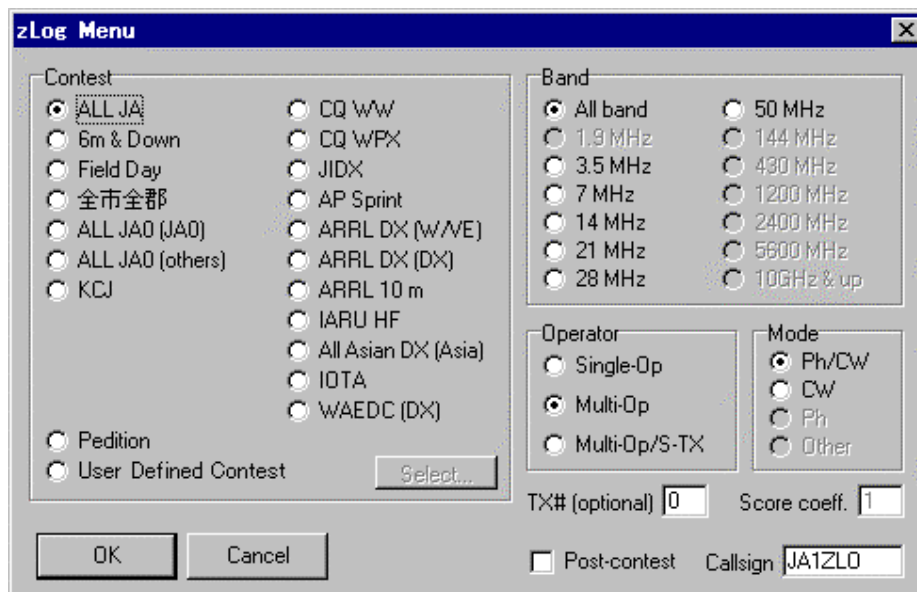 zLog Menu
Contest
ALL JA
6m & Down
Field Day
全市全郡
ALL JA0 (JA0)
ALL JA0 (others)
KCJ
CQ WW
CQ WPX
JIDX
AP Sprint
ARRL DX (W/VE)
ARRL DX (DX)
ARRL 10 m
IARU HF
All Asian DX (Asia)
IOTA
WAEDC (DX)
Pedition
User Defined Contest
Select...
Band
All band
1.9 MHz
3.5 MHz
7 MHz
14 MHz
21 MHz
28 MHz
50 MHz
144 MHz
430 MHz
1200 MHz
2400 MHz
5600 MHz
10GHz & up
Operator
Single-Op
Multi-Op
Multi-Op/S-TX
Mode
Ph/CW
CW
Ph
Other
TX# (optional) 0
Score coeff. 1
OK
Cancel
Post-contest
Callsign JA1ZLO